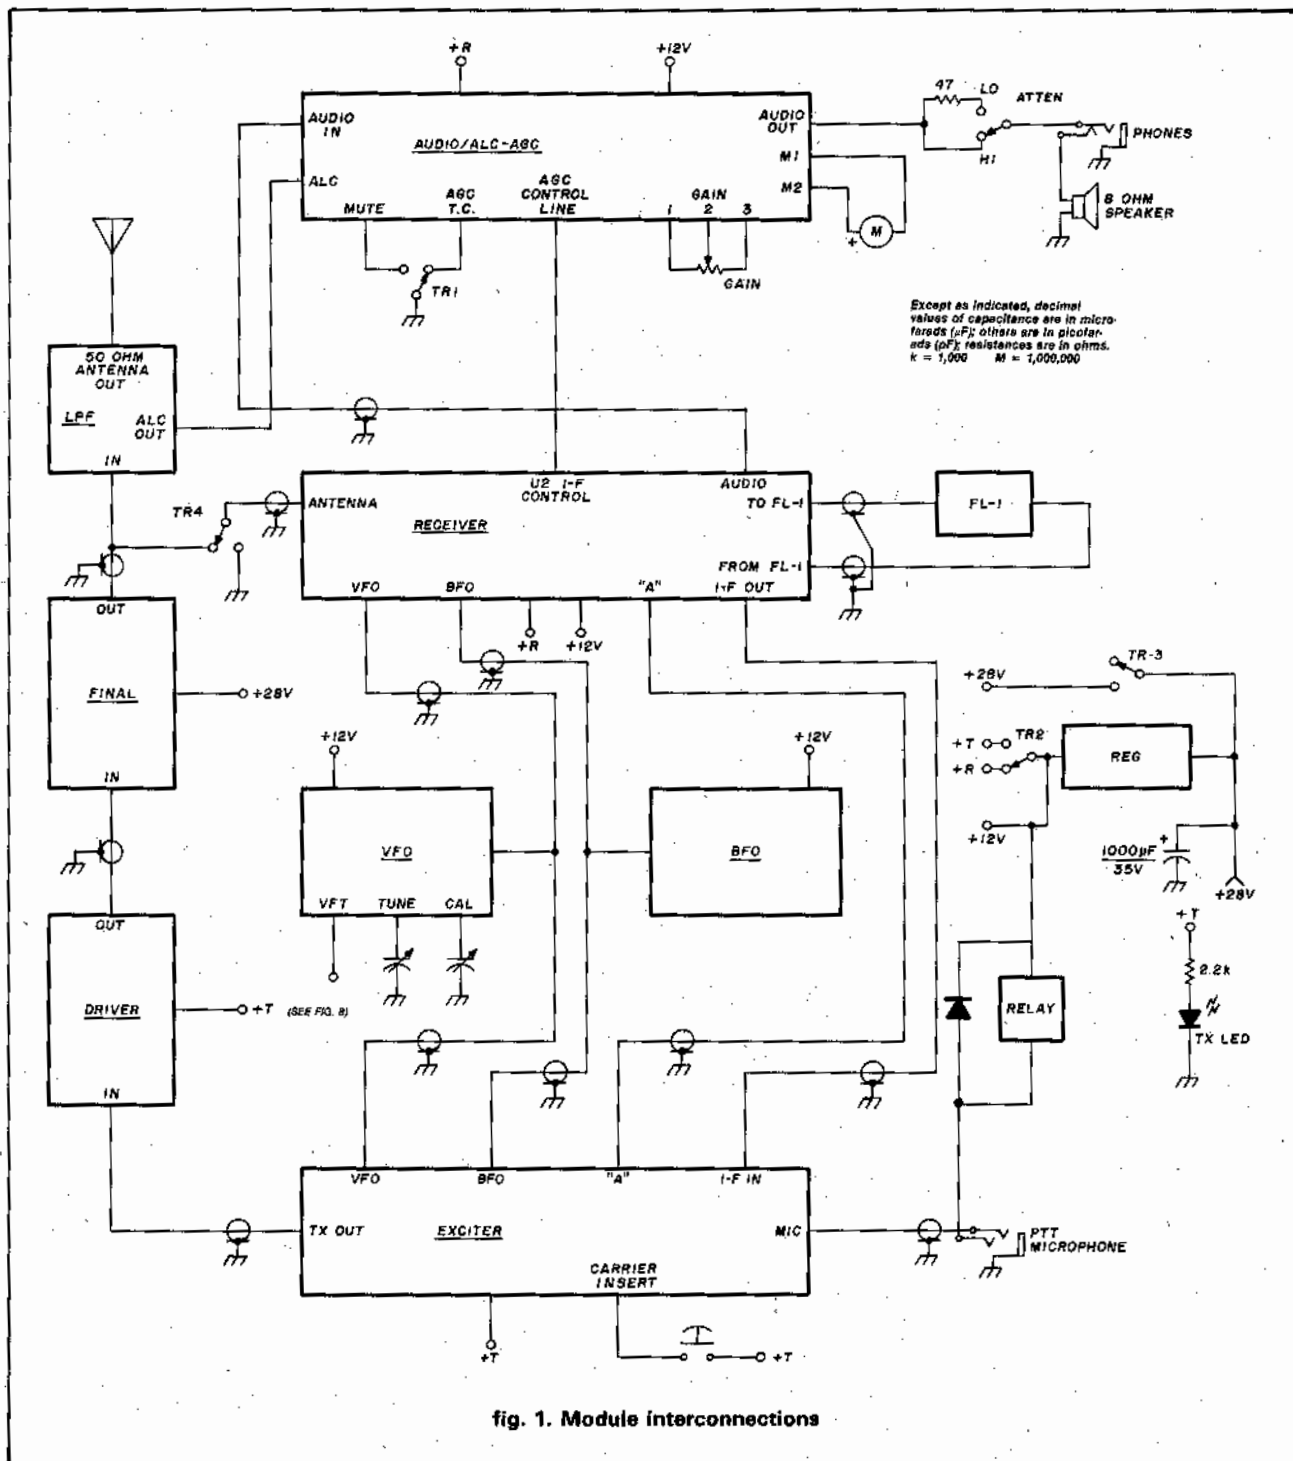 +R
+12V
AUDIO
IN
AUDIO/ALC-AGC
AUDIO
OUT
ALC
M1
M2
MUTE
AGC
T.C.
AGC
CONTROL
LINE
GAIN
1 2 3
TR1
GAIN
M
+
47
LO
ATTEN
HI
PHONES
8 OHM
SPEAKER
Except as indicated, decimal
values of capacitance are in micro-
farads (µF); others are in picofar-
ads (pF); resistances are in ohms.
k = 1,000 M = 1,000,000
50 OHM
ANTENNA
OUT
LPF
ALC
OUT
IN
TR4
ANTENNA
U2 I-F
CONTROL
AUDIO
RECEIVER
TO FL-1
FROM FL-1
VFO
BFO
"A"
I-F OUT
+R
+12V
FL-1
OUT
FINAL
+28V
IN
+12V
VFO
VFT
TUNE
CAL
(SEE FIG. 8)
+12V
BFO
TR-3
+28V
+T
TR2
+R
REG
+12V
+
1000µF
35V
+28V
+T
2.2k
TX LED
RELAY
OUT
DRIVER
+T
IN
VFO
BFO
"A"
I-F IN
TX OUT
EXCITER
MIC
CARRIER
INSERT
PTT
MICROPHONE
+T
+T
fig. 1. Module interconnections